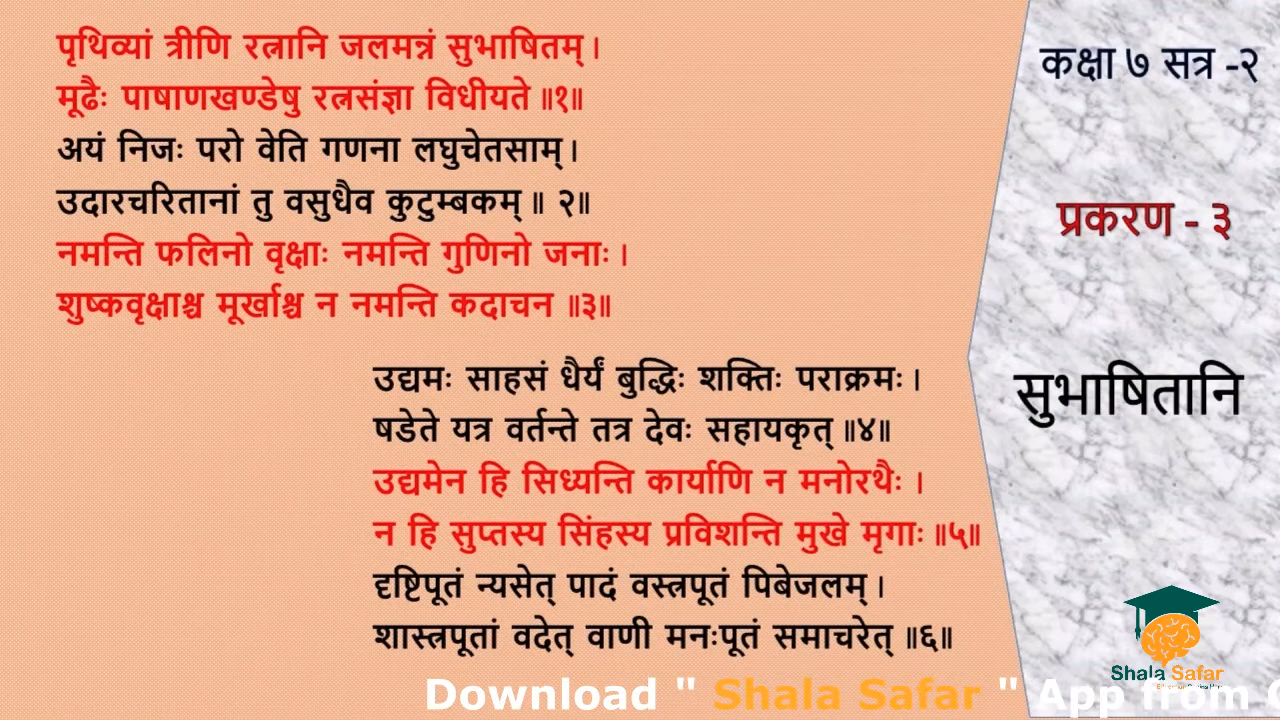 पृथिव्यां त्रीणि रत्नानि जलमन्नं सुभाषितम् ।
मूढैः पाषाणखण्डेषु रत्नसंज्ञा विधीयते ॥१॥
अयं निजः परो वेति गणना लघुचेतसाम् ।
उदारचरितानां तु वसुधैव कुटुम्बकम् ॥ २॥
नमन्ति फलिनो वृक्षाः नमन्ति गुणिनो जनाः ।
शुष्कवृक्षाश्च मूर्खाश्च न नमन्ति कदाचन ॥३॥
उद्यमः साहसं धैर्यं बुद्धिः शक्तिः पराक्रमः ।
षडेते यत्र वर्तन्ते तत्र देवः सहायकृत् ॥४॥
उद्यमेन हि सिध्यन्ति कार्याणि न मनोरथैः ।
न हि सुप्तस्य सिंहस्य प्रविशन्ति मुखे मृगाः ॥५॥
दृष्टिपूतं न्यसेत् पादं वस्त्रपूतं पिबेजलम् ।
शास्त्रपूतां वदेत् वाणी मनःपूतं समाचरेत् ॥६॥
कक्षा ७ सत्र -२
प्रकरण - ३
सुभाषितानि
Shala Safar
Download " Shala Safar " App from